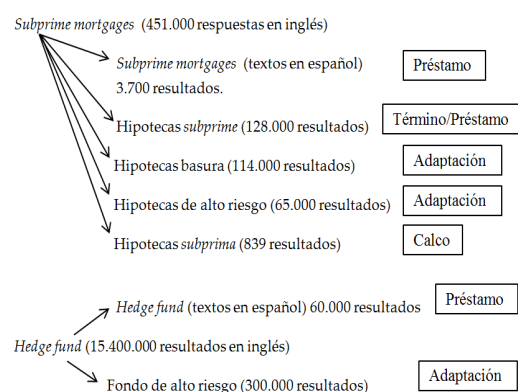 Subprime mortgages (451.000 respuestas en inglés)
Subprime mortgages (textos en español)
3.700 resultados.
Préstamo
Hipotecas subprime (128.000 resultados)
Término/Préstamo
Hipotecas basura (114.000 resultados)
Adaptación
Hipotecas de alto riesgo (65.000 resultados)
Adaptación
Hipotecas subprima (839 resultados)
Calco
Hedge fund (textos en español) 60.000 resultados
Préstamo
Hedge fund (15.400.000 resultados en inglés)
Fondo de alto riesgo (300.000 resultados)
Adaptación